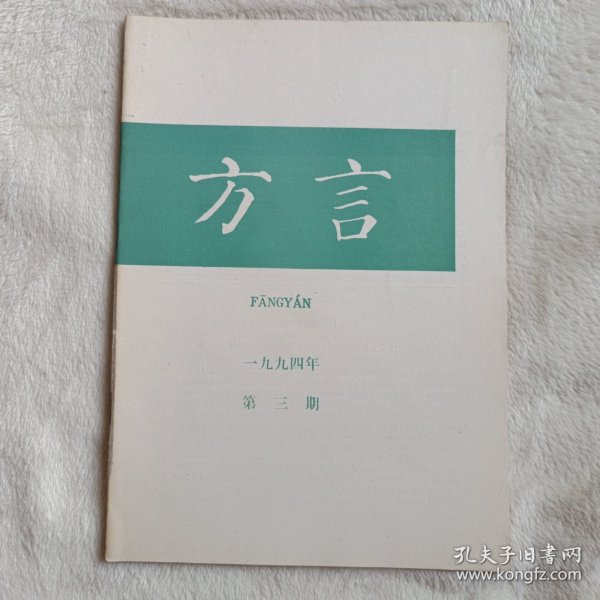 方言
FĀNGYÁN
一九九四年
第三期
孔夫子旧书网
www.kongfz.com